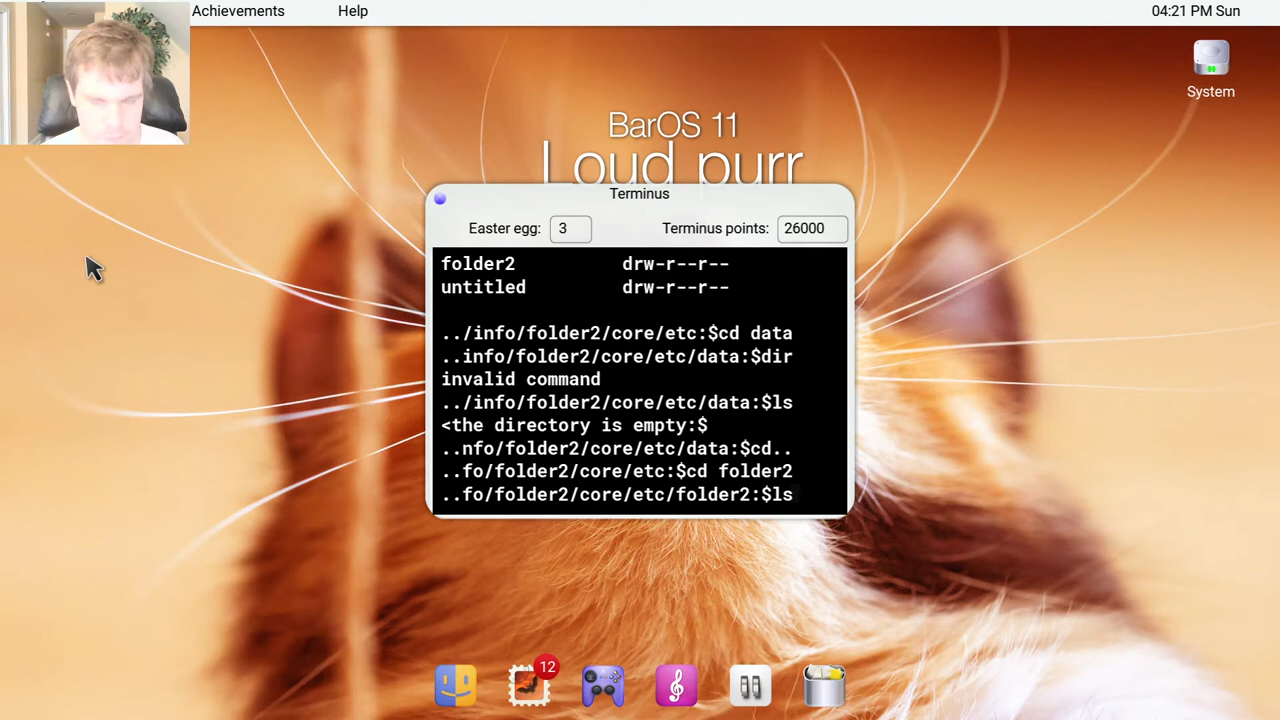 Achievements Help 04:21 PM Sun
System
BarOS 11
Loud purr
Terminus
Easter egg: 3 Terminus points: 26000
folder2 drw-r--r--
untitled drw-r--r--
../info/folder2/core/etc:$cd data
..info/folder2/core/etc/data:$dir
invalid command
../info/folder2/core/etc/data:$ls
<the directory is empty:$
..nfo/folder2/core/etc/data:$cd..
..fo/folder2/core/etc:$cd folder2
..fo/folder2/core/etc/folder2:$ls
12